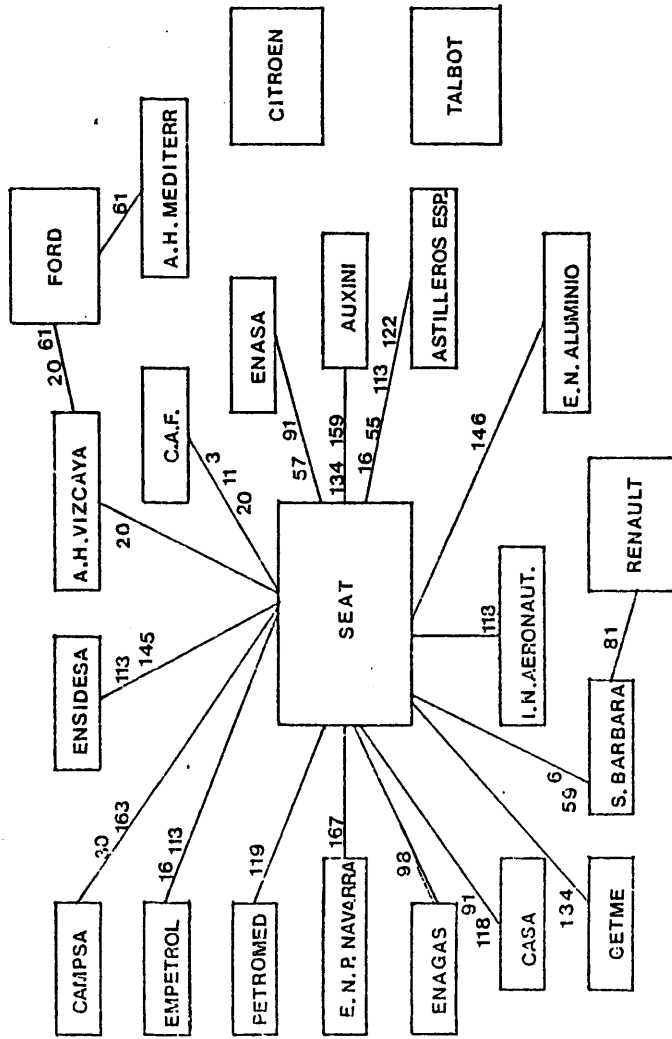 FORD
CITROEN
TALBOT
A.H. MEDITERR
61
20 61
A.H.VIZCAYA
20
C.A.F.
3
11
20
ENASA
91
57
AUXINI
159
134
ASTILLEROS ESP.
122
113
55
16
E.N. ALUMINIO
146
ENSIDESA
113
145
SEAT
I.N.AERONAUT.
RENAULT
81
S. BARBARA
6
59
CAMPSA
163
EMPETROL
16
113
PETROMED
119
E. N. P. NAVARRA
167
ENAGAS
98
CASA
91
118
CETME
134